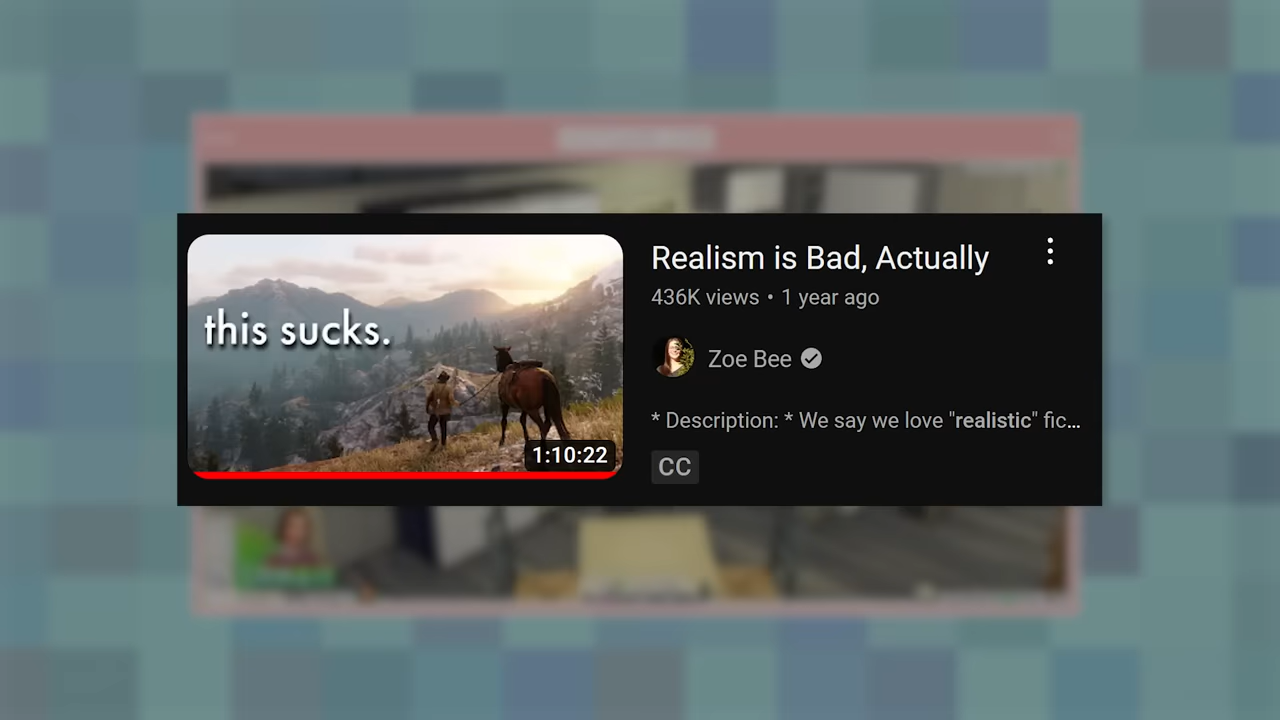 this sucks.
1:10:22
Realism is Bad, Actually
436K views • 1 year ago
Zoe Bee
* Description: * We say we love "realistic" fic...
CC